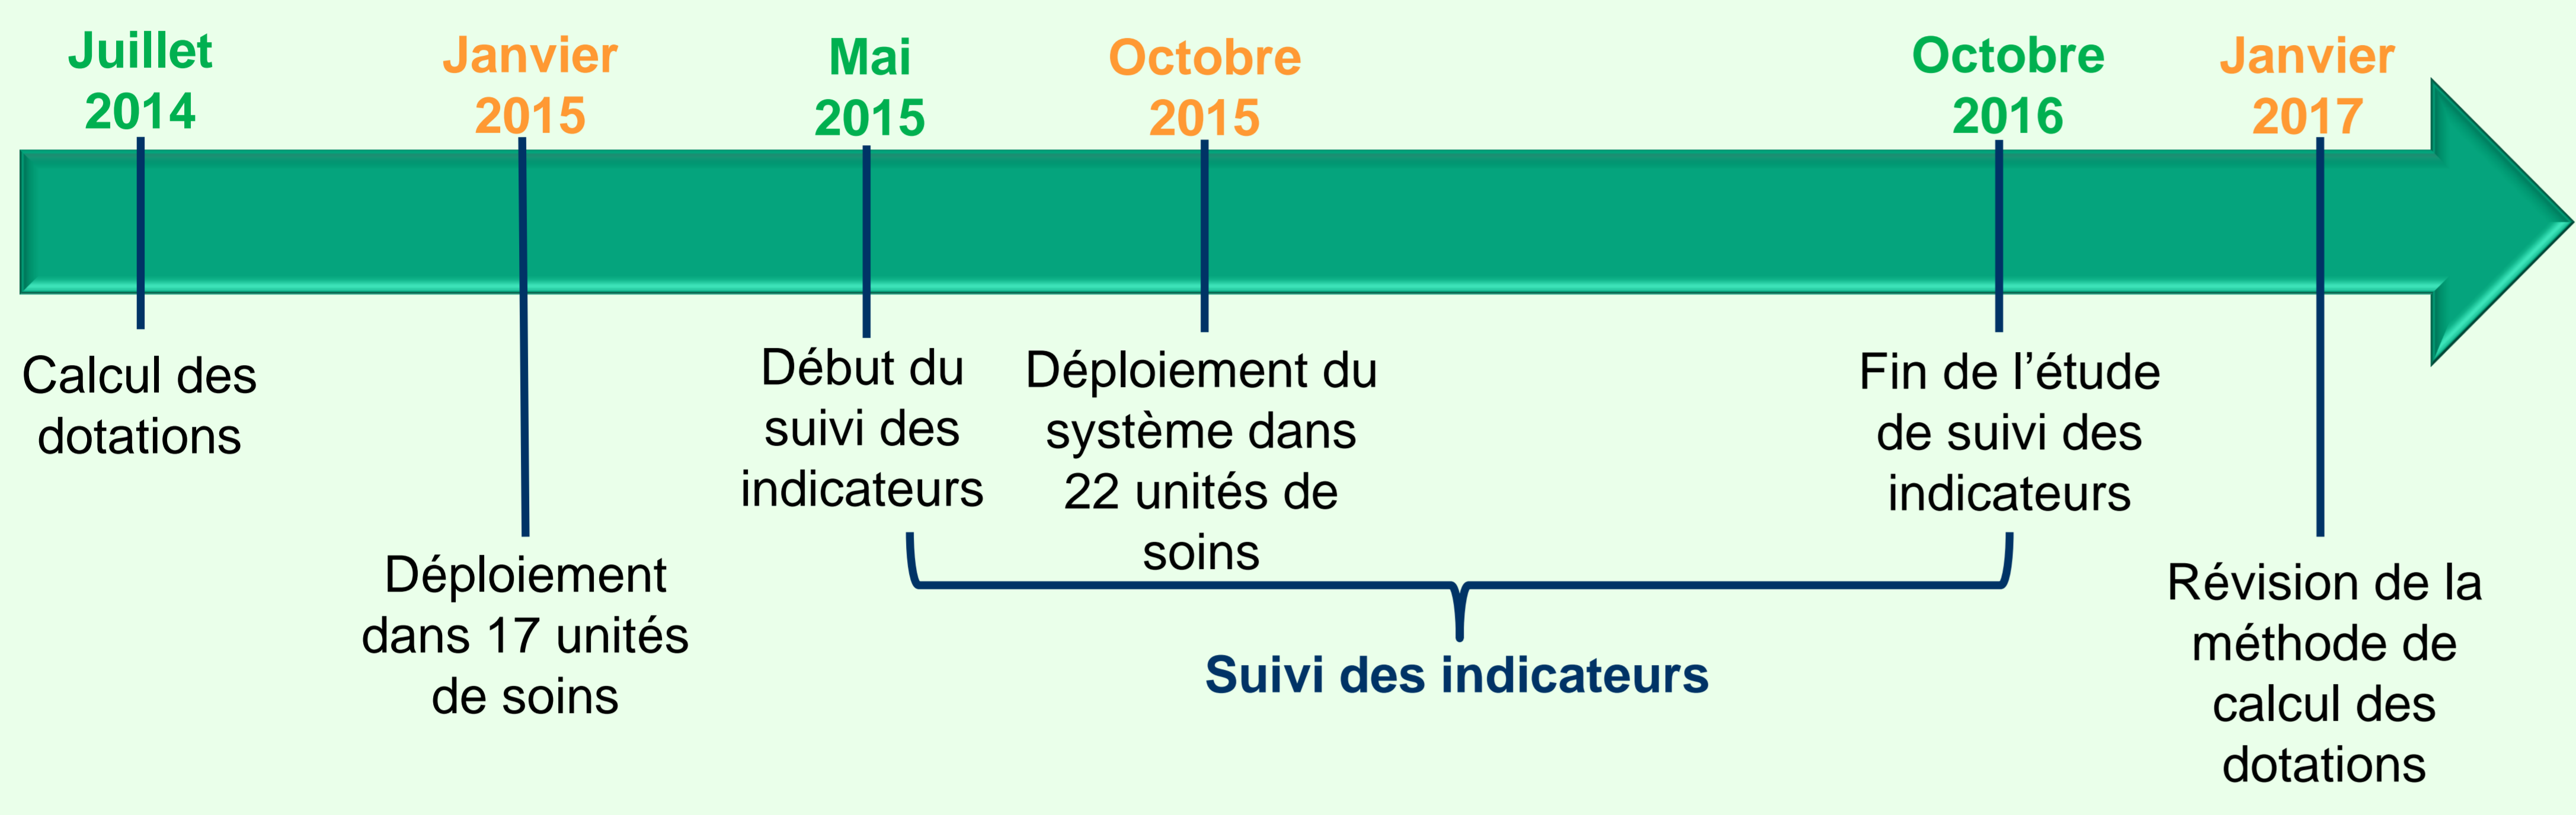 Juillet
2014
Janvier
2015
Mai
2015
Octobre
2015
Octobre
2016
Janvier
2017
Calcul des
dotations
Déploiement
dans 17 unités
de soins
Début du
suivi des
indicateurs
Déploiement du
système dans
22 unités de
soins
Fin de l’étude
de suivi des
indicateurs
Révision de la
méthode de
calcul des
dotations
Suivi des indicateurs